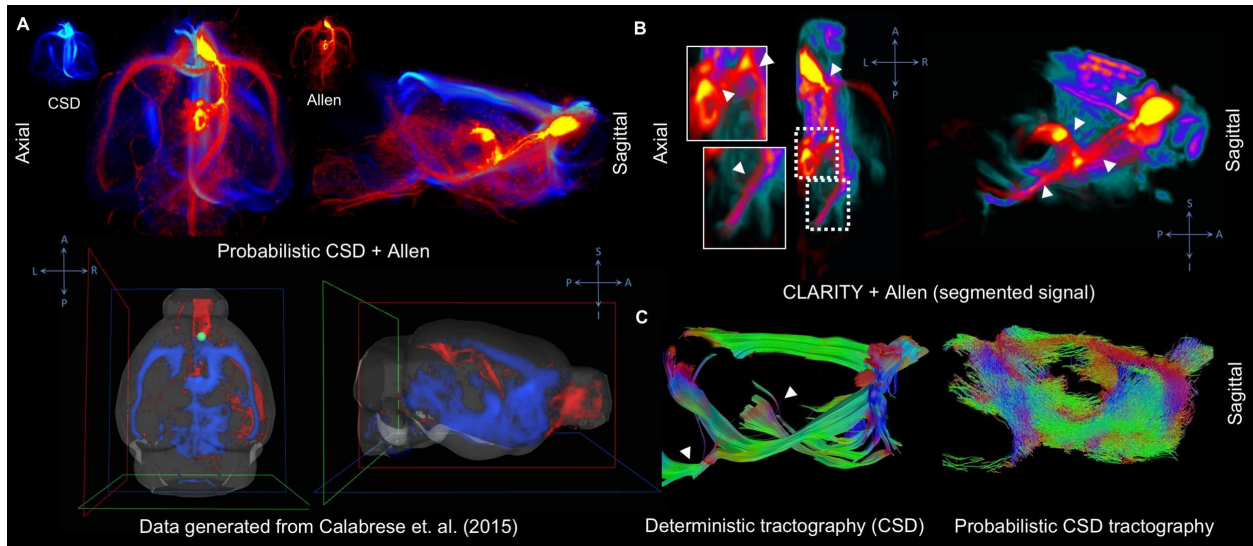 A
CSD
Allen
Axial
Sagittal
Probabilistic CSD + Allen
A
L R
P
S
P A
I
Data generated from Calabrese et. al. (2015)
B
A
L R
P
Axial
Sagittal
S
P A
I
CLARITY + Allen (segmented signal)
C
Sagittal
Deterministic tractography (CSD)
Probabilistic CSD tractography